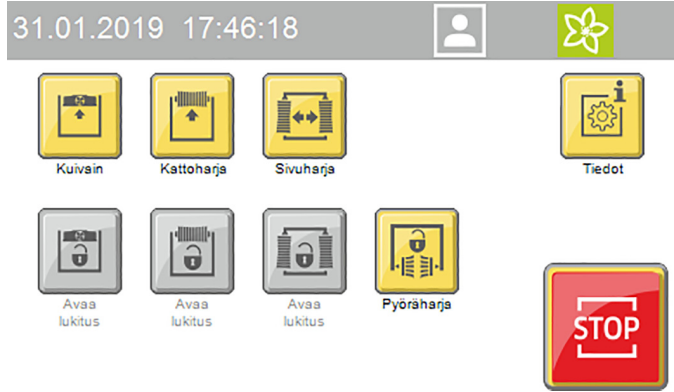 31.01.2019 17:46:18
Kuivain
Kattoharja
Sivuharja
i
Tiedot
Avaa
lukitus
Avaa
lukitus
Avaa
lukitus
Pyöräharja
STOP